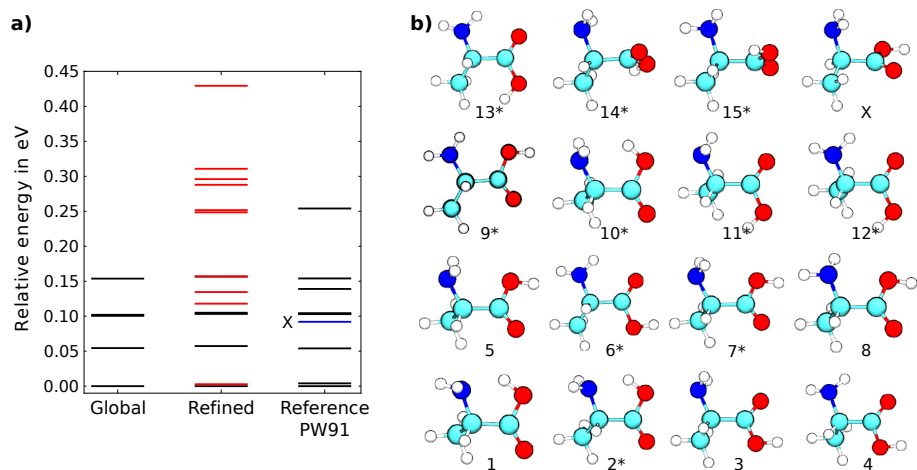 a)
Relative energy in eV
0.45
0.40
0.35
0.30
0.25
0.20
0.15
0.10
0.05
0.00
X
Global
Refined
Reference
PW91
b)
13*
14*
15*
X
9*
10*
11*
12*
5
6*
7*
8
1
2*
3
4